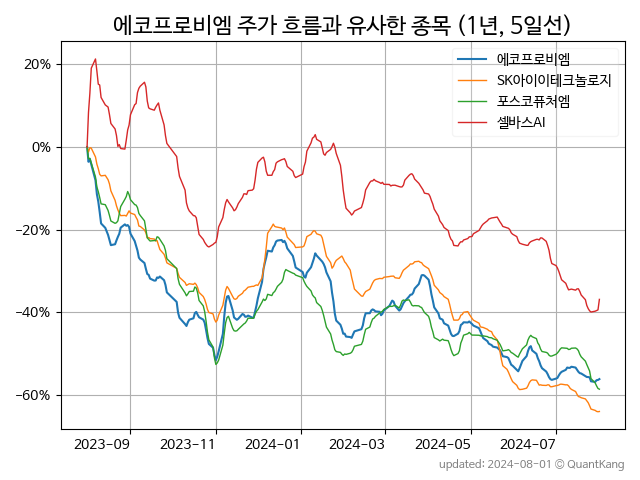 에코프로비엠 주가 흐름과 유사한 종목 (1년, 5일선)
에코프로비엠
SK아이이테크놀로지
포스코퓨처엠
셀바스AI
20%
0%
−20%
−40%
−60%
2023−09
2023−11
2024−01
2024−03
2024−05
2024−07
updated: 2024-08-01 © QuantKang